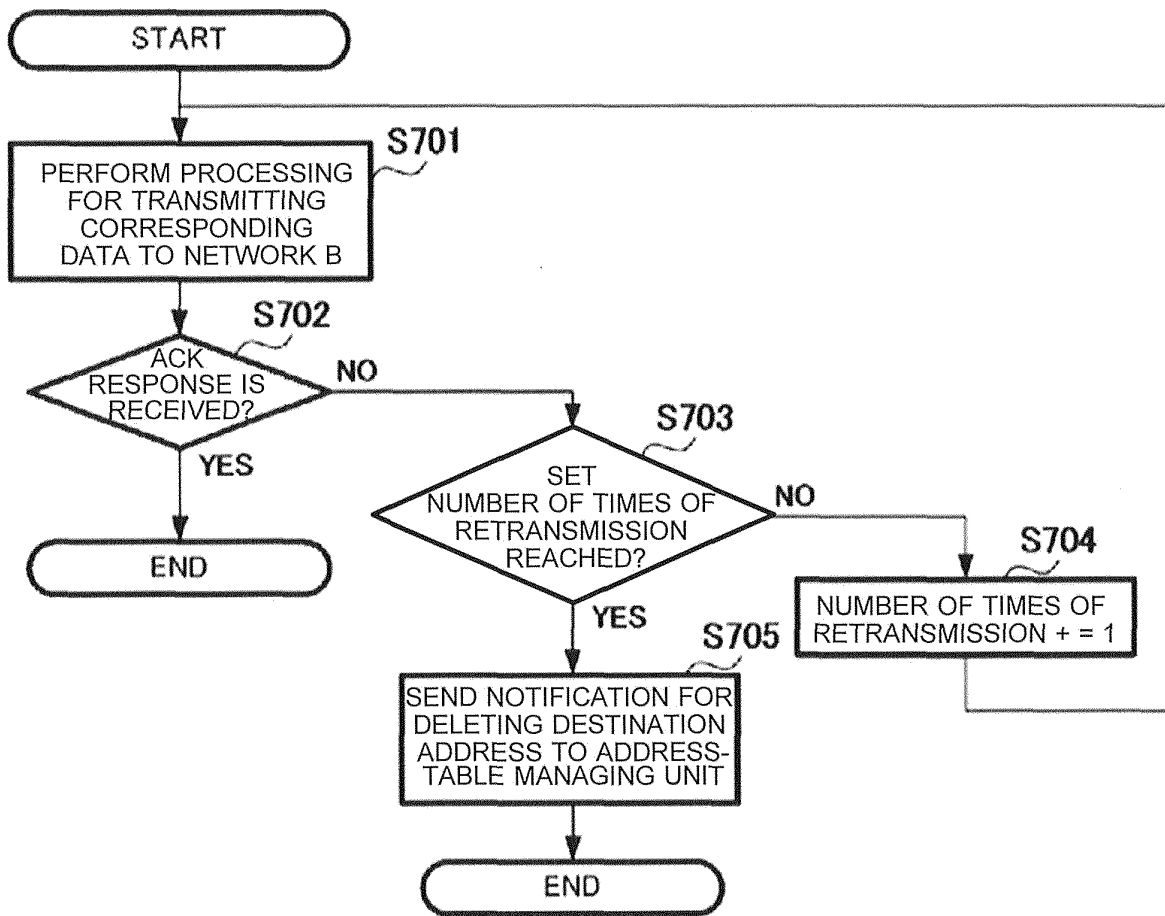 START
S701
PERFORM PROCESSING
FOR TRANSMITTING
CORRESPONDING
DATA TO NETWORK B
S702
ACK
RESPONSE IS
RECEIVED?
NO
YES
END
S703
SET
NUMBER OF TIMES OF
RETRANSMISSION
REACHED?
NO
YES
S704
NUMBER OF TIMES OF
RETRANSMISSION + = 1
S705
SEND NOTIFICATION FOR
DELETING DESTINATION
ADDRESS TO ADDRESS-
TABLE MANAGING UNIT
END